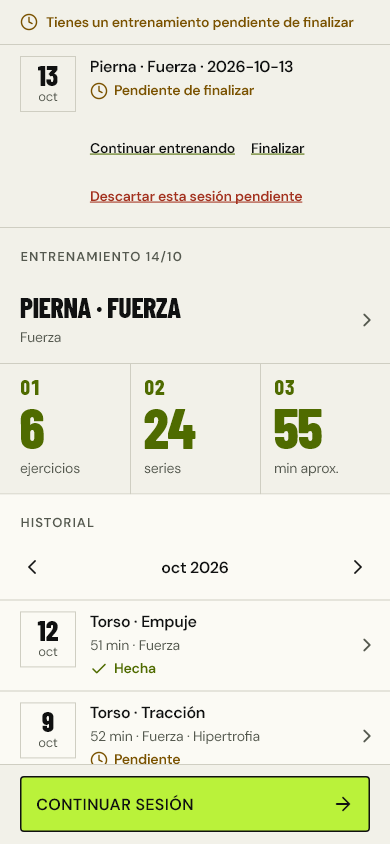 Tienes un entrenamiento pendiente de finalizar
13
oct
Pierna · Fuerza · 2026-10-13
Pendiente de finalizar
Continuar entrenando Finalizar
Descartar esta sesión pendiente
ENTRENAMIENTO 14/10
PIERNA · FUERZA
Fuerza
01
6
ejercicios
02
24
series
03
55
min aprox.
HISTORIAL
oct 2026
12
oct
Torso · Empuje
51 min · Fuerza
Hecha
9
oct
Torso · Tracción
52 min · Fuerza · Hipertrofia
Pendiente
CONTINUAR SESIÓN